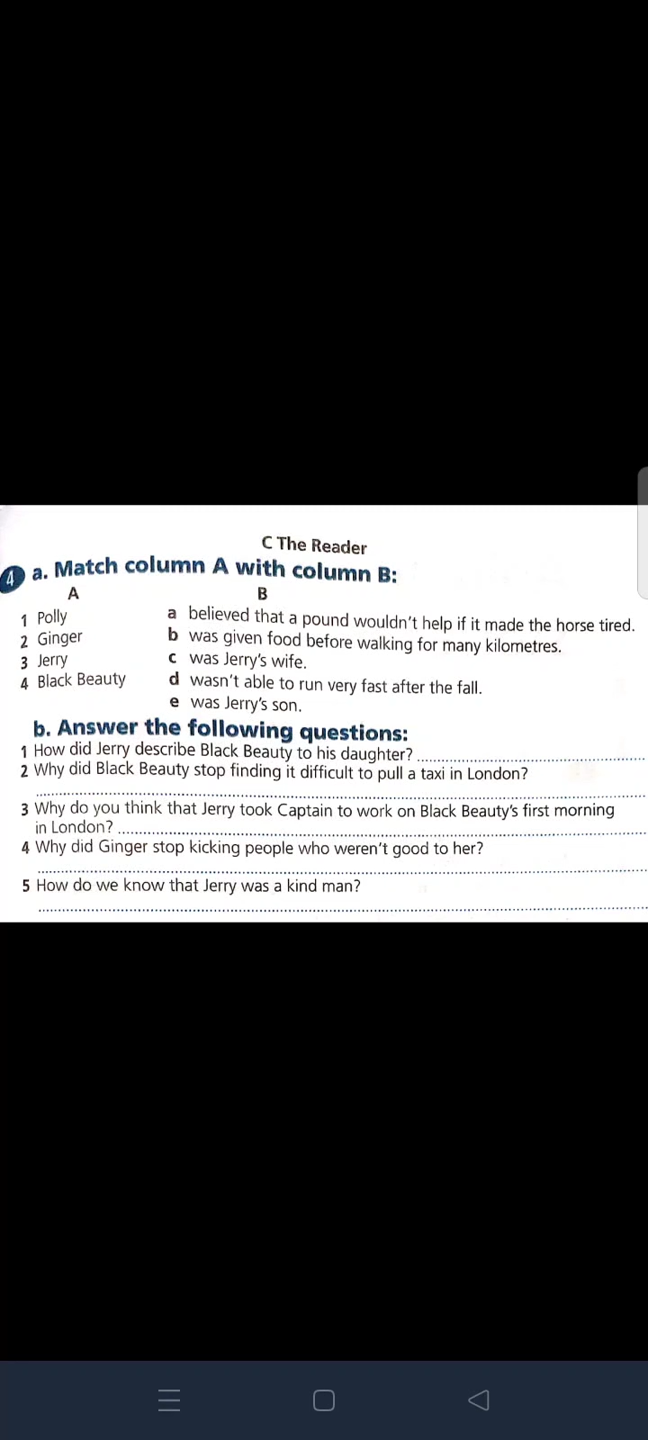 C The Reader
4 a. Match column A with column B:
A B
1 Polly a believed that a pound wouldn't help if it made the horse tired.
2 Ginger b was given food before walking for many kilometres.
3 Jerry c was Jerry's wife.
4 Black Beauty d wasn't able to run very fast after the fall.
e was Jerry's son.
b. Answer the following questions:
1 How did Jerry describe Black Beauty to his daughter?
2 Why did Black Beauty stop finding it difficult to pull a taxi in London?
3 Why do you think that Jerry took Captain to work on Black Beauty's first morning
in London?
4 Why did Ginger stop kicking people who weren't good to her?
5 How do we know that Jerry was a kind man?